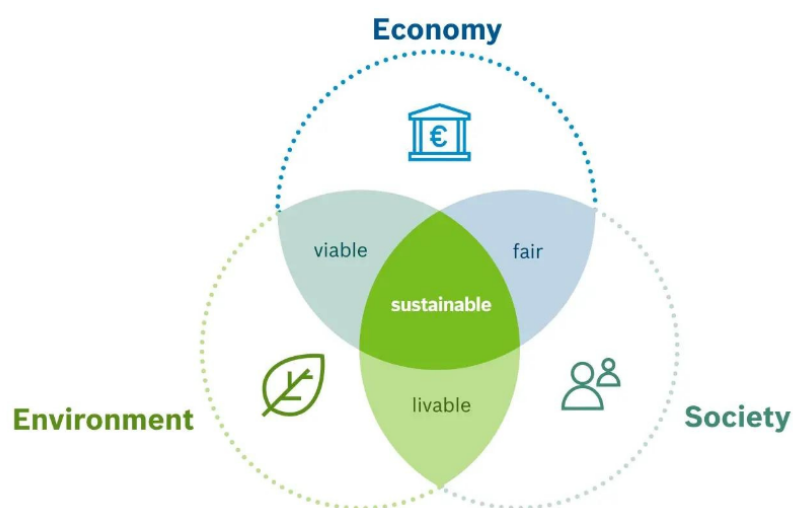 Economy
€
viable
fair
sustainable
livable
Environment
Society